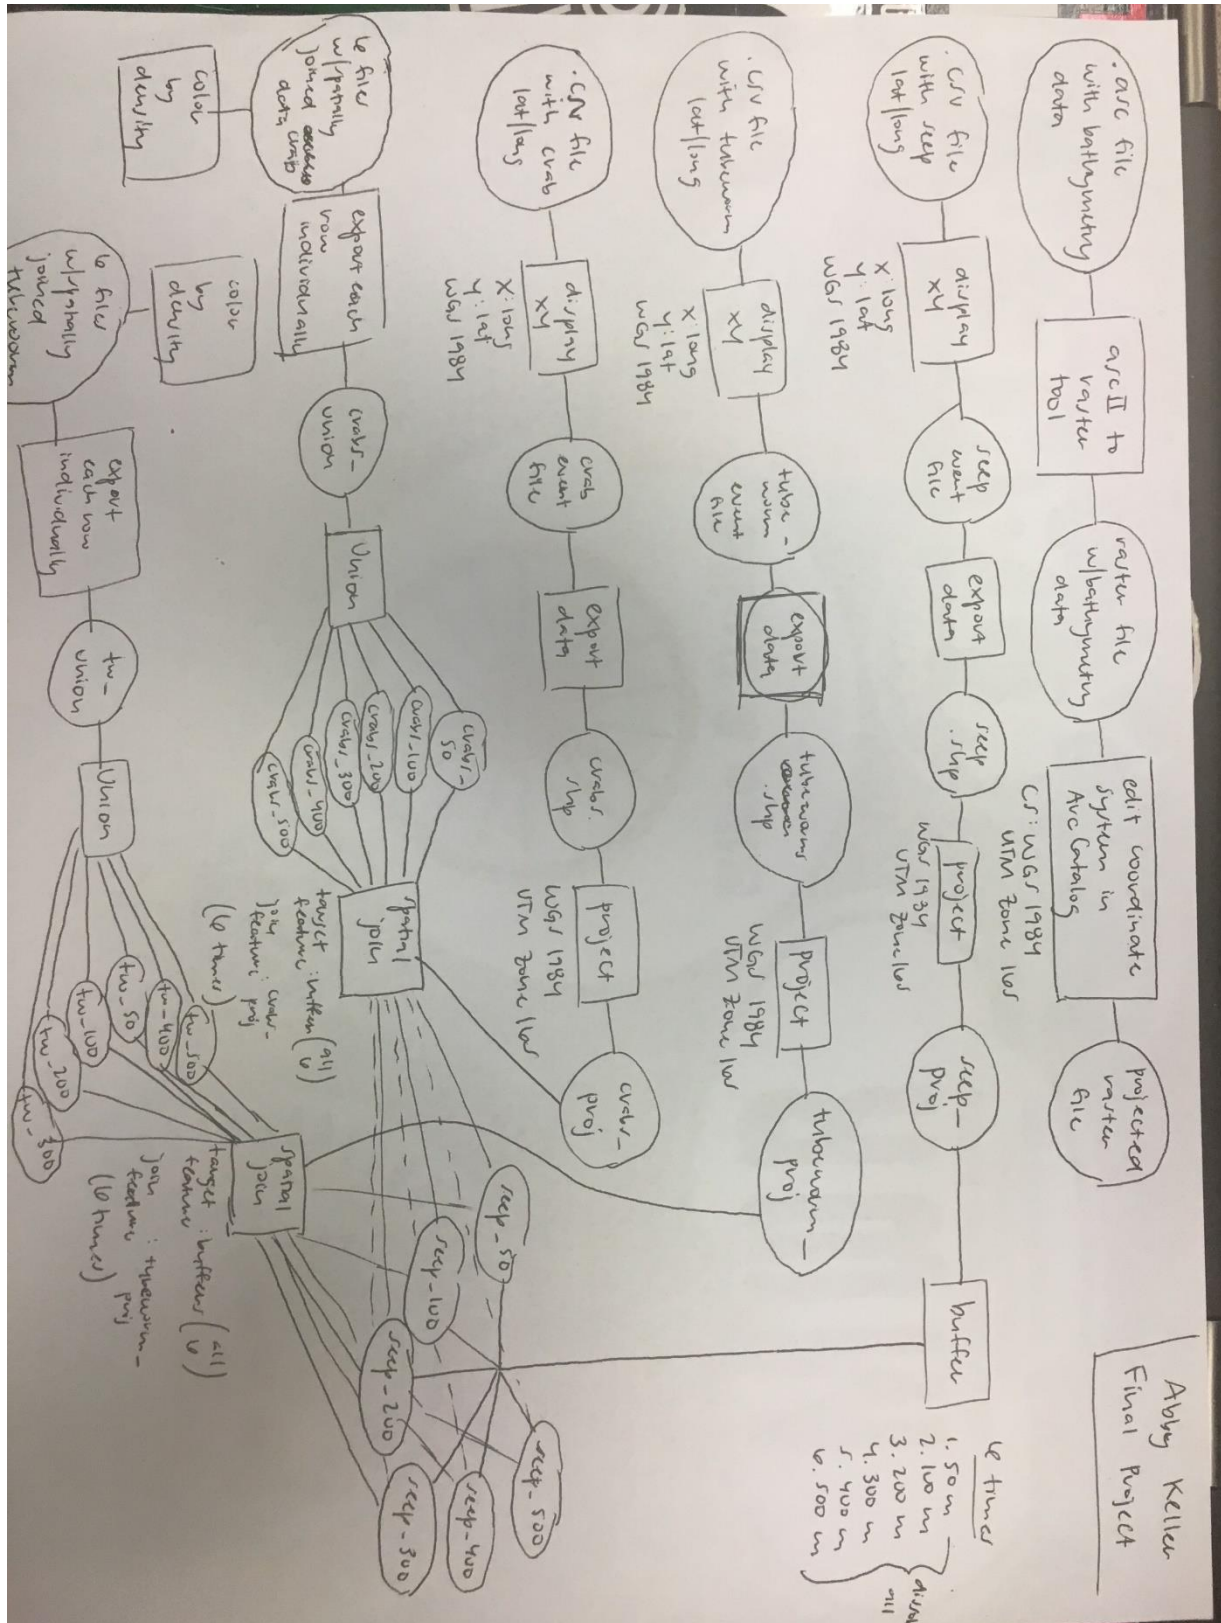 Abby Keller
Final Project
.asc file
with bathymetry
data
ascII to
raster
tool
raster file
w/bathymetry
data
edit coordinate
system in
Arc Catalog
CS: WGS 1984
UTM Zone 16S
projected
raster
file
.csv file
with seep
lat/long
display
xy
x: long
y: lat
WGS 1984
seep
event
file
export
data
seep
.shp
project
WGS 1984
UTM Zone 16S
seep_
proj
buffer
6 times
1. 50 m
2. 100 m
3. 200 m
4. 300 m
5. 400 m
6. 500 m
all
.csv file
with tubeworm
lat/long
display
xy
x: long
y: lat
WGS 1984
tube-
worm
event
file
export
data
tubeworms
.shp
project
WGS 1984
UTM Zone 16S
tubeworm_
proj
.csv file
with crab
lat/long
display
xy
x: long
y: lat
WGS 1984
crab
event
file
export
data
crabs.
shp
project
WGS 1984
UTM Zone 16S
crabs_
proj
seep_50
seep_100
seep_200
seep_300
seep_400
seep_500
6 files
w/spatially
joined
data crab
color
by
density
export each
row
individually
crabs_
union
Union
crabs_
50
crabs_100
crabs_200
crabs_300
crabs_400
crabs_500
spatial
join
target
feature: buffers (all
6)
join
feature: crabs_
proj
(6 times)
6 files
w/spatially
joined
tubeworm
color
by
density
export
each row
individually
tw_
union
Union
tw_500
tw_400
tw_50
tw_100
tw_200
tw_300
spatial
join
target
feature: buffers (all
6)
join
feature: tubeworm_
proj
(6 times)